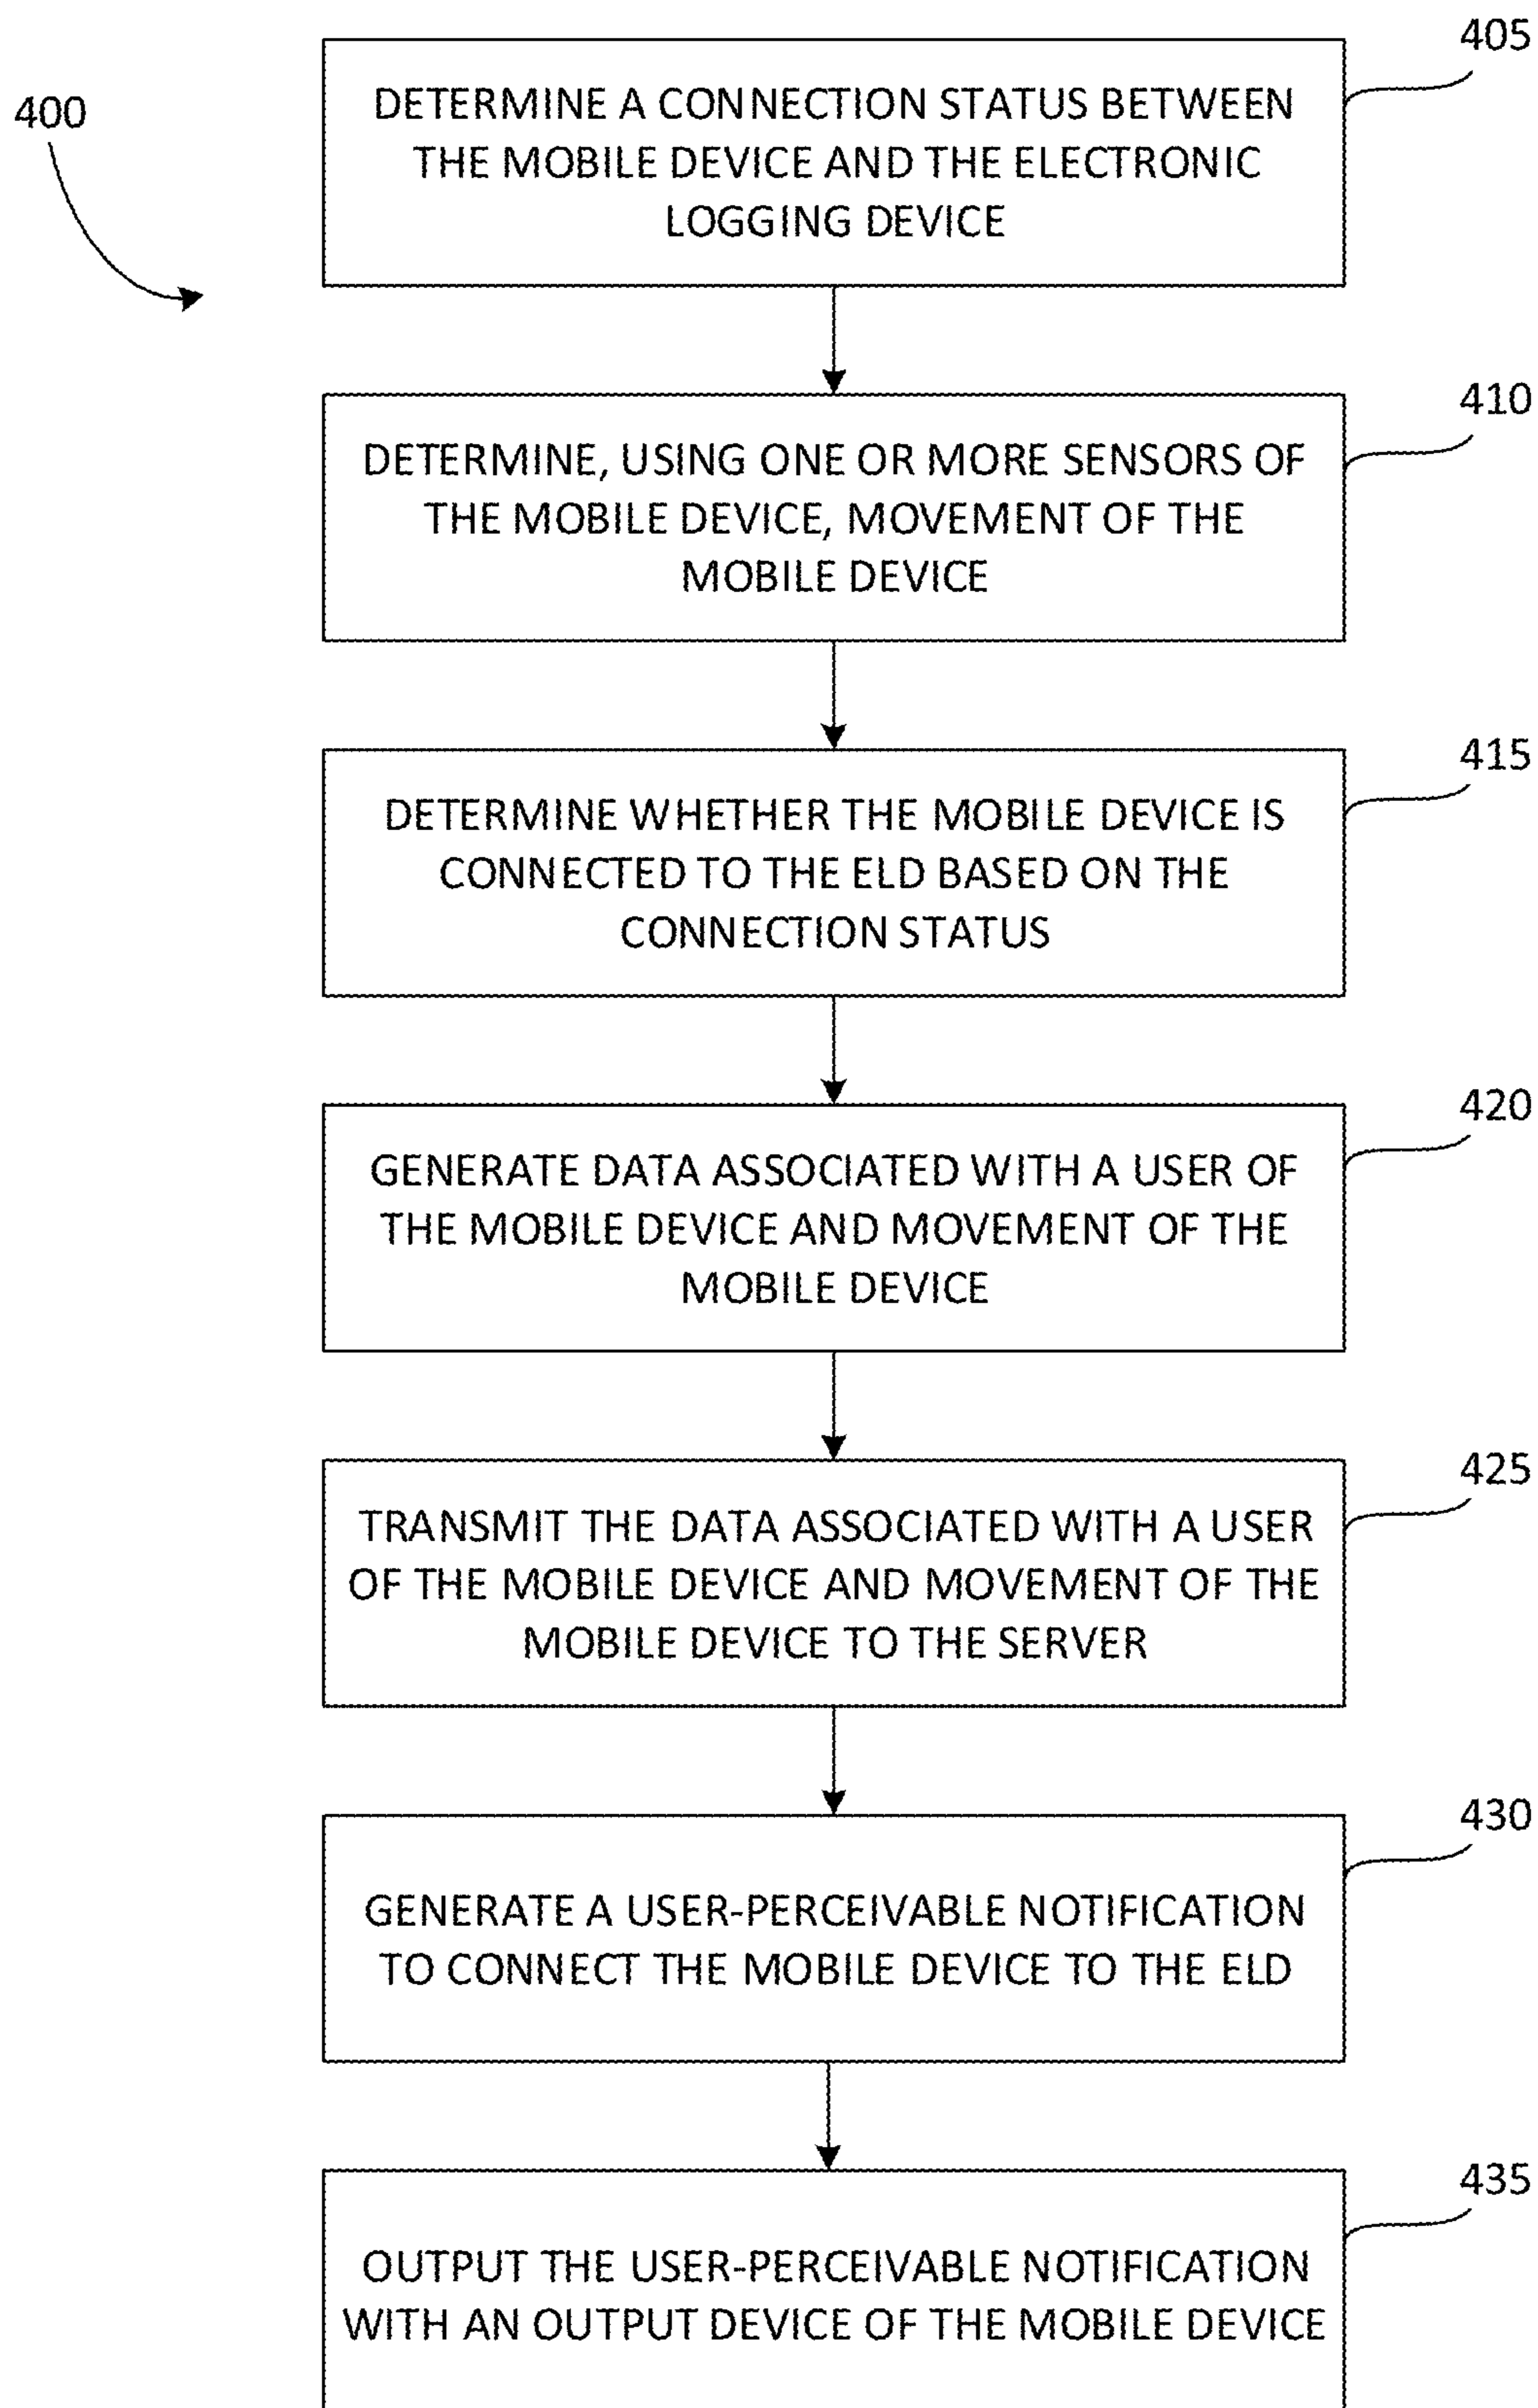 400
405
DETERMINE A CONNECTION STATUS BETWEEN
THE MOBILE DEVICE AND THE ELECTRONIC
LOGGING DEVICE
410
DETERMINE, USING ONE OR MORE SENSORS OF
THE MOBILE DEVICE, MOVEMENT OF THE
MOBILE DEVICE
415
DETERMINE WHETHER THE MOBILE DEVICE IS
CONNECTED TO THE ELD BASED ON THE
CONNECTION STATUS
420
GENERATE DATA ASSOCIATED WITH A USER OF
THE MOBILE DEVICE AND MOVEMENT OF THE
MOBILE DEVICE
425
TRANSMIT THE DATA ASSOCIATED WITH A USER
OF THE MOBILE DEVICE AND MOVEMENT OF THE
MOBILE DEVICE TO THE SERVER
430
GENERATE A USER-PERCEIVABLE NOTIFICATION
TO CONNECT THE MOBILE DEVICE TO THE ELD
435
OUTPUT THE USER-PERCEIVABLE NOTIFICATION
WITH AN OUTPUT DEVICE OF THE MOBILE DEVICE